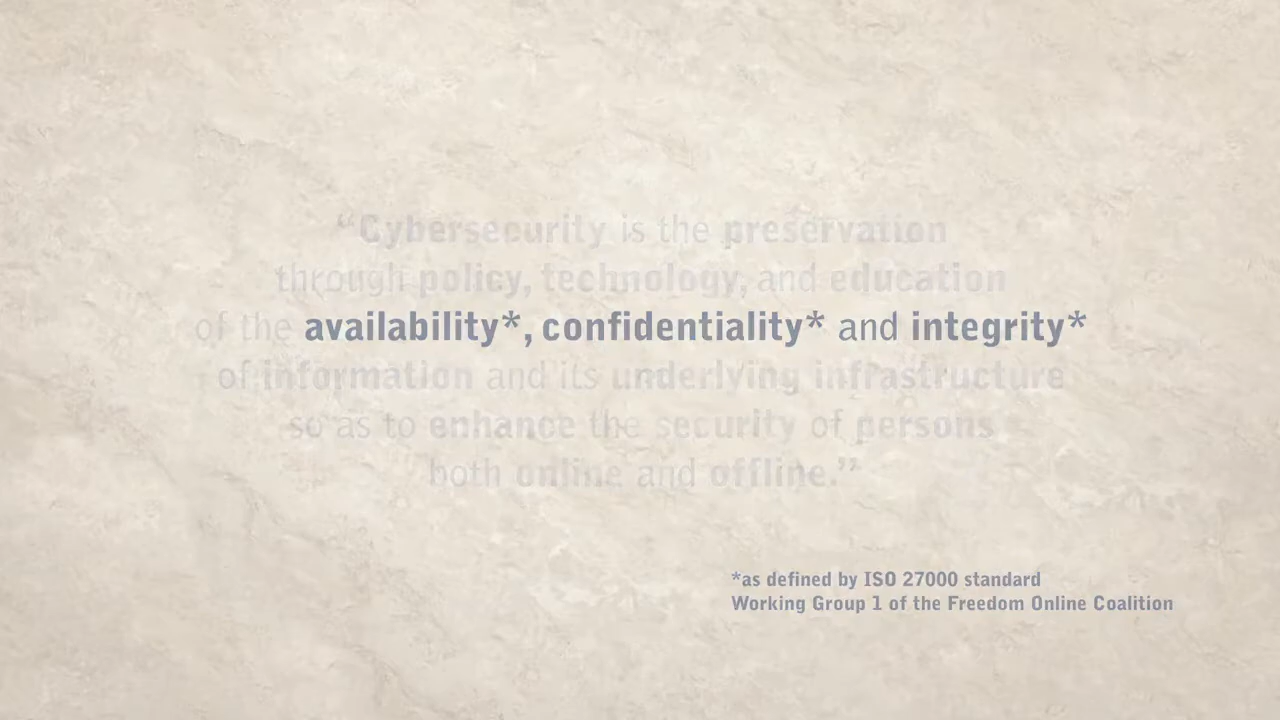 “Cybersecurity is the preservation
through policy, technology, and education
of the availability*, confidentiality* and integrity*
of information and its underlying infrastructure
so as to enhance the security of persons
both online and offline.”
*as defined by ISO 27000 standard
Working Group 1 of the Freedom Online Coalition